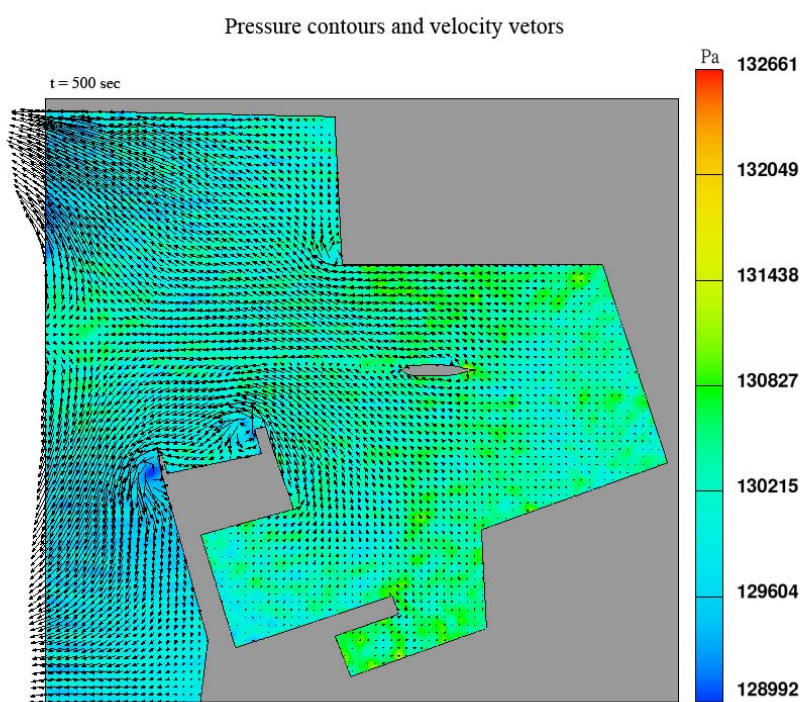 Pressure contours and velocity vetors
t = 500 sec
Pa
132661
132049
131438
130827
130215
129604
128992